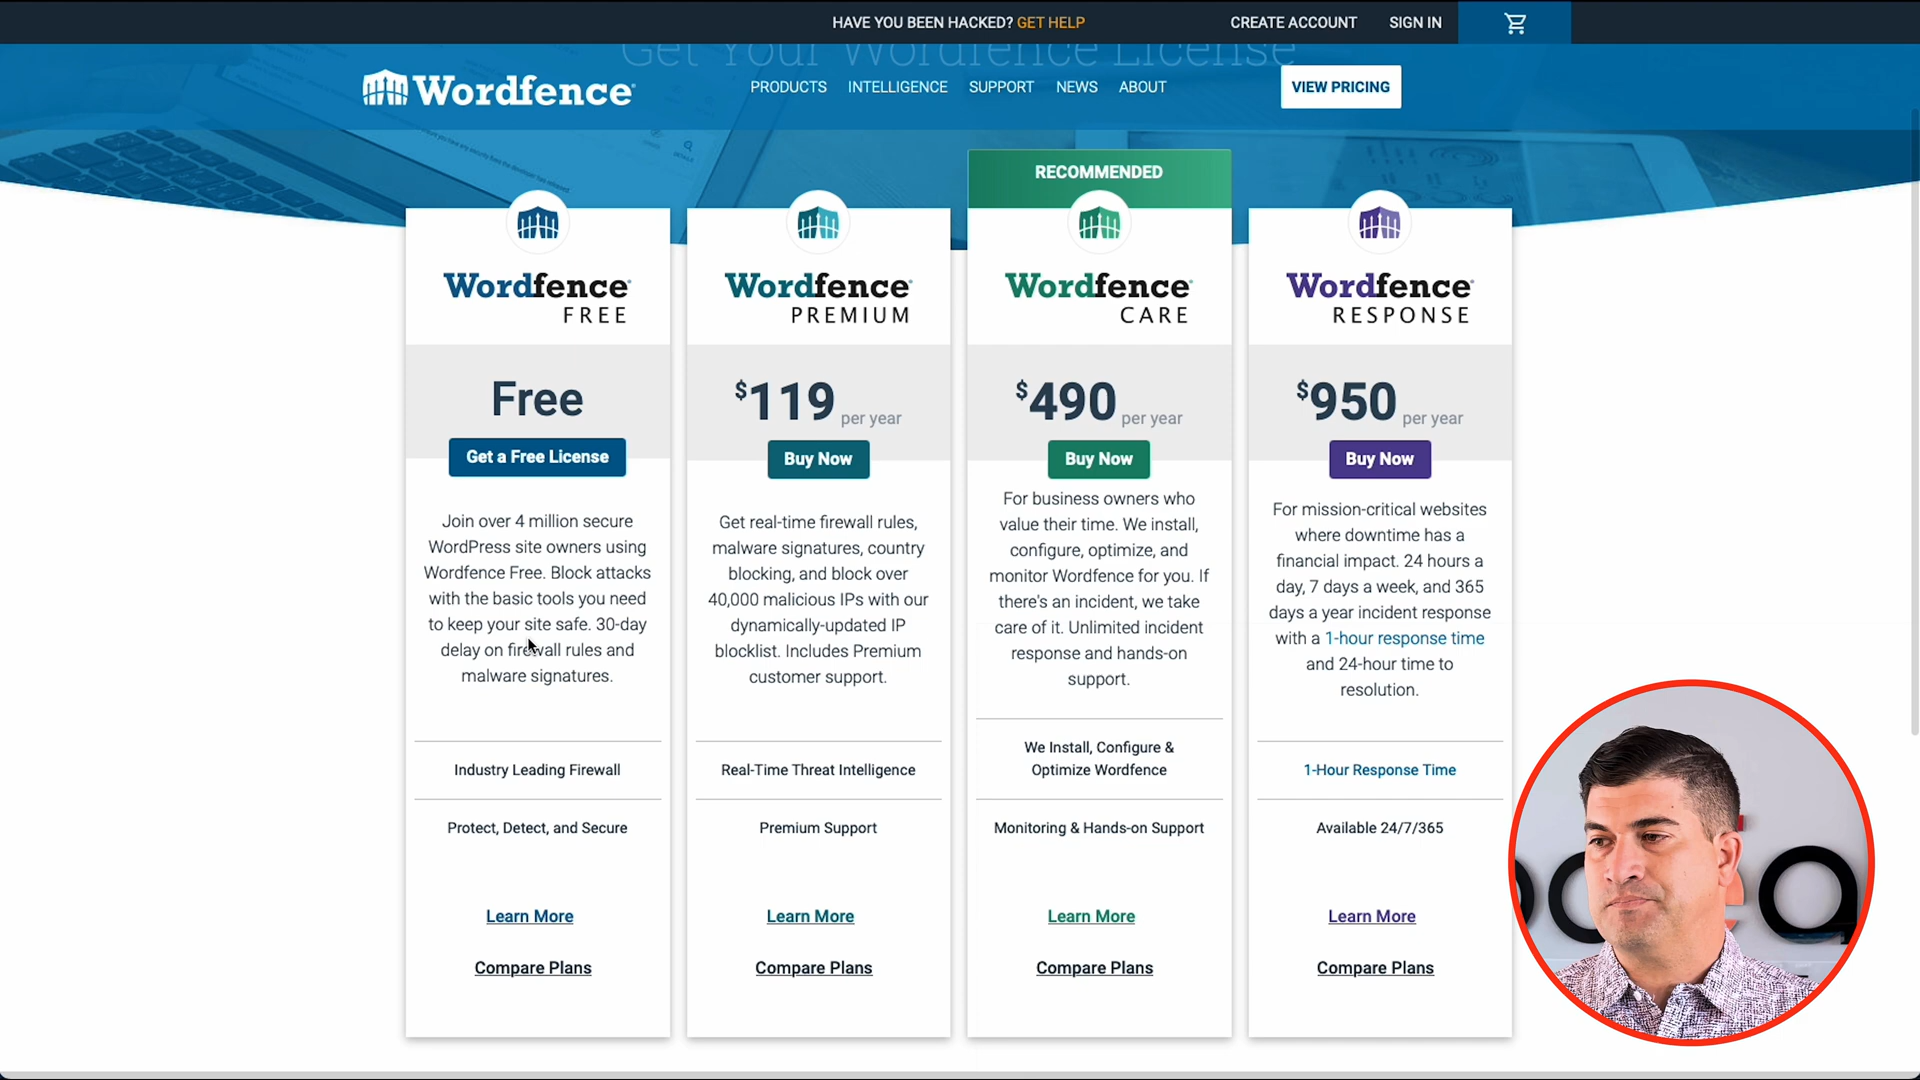 HAVE YOU BEEN HACKED? GET HELP
CREATE ACCOUNT
SIGN IN
Get Your Wordfence License
Wordfence
PRODUCTS
INTELLIGENCE
SUPPORT
NEWS
ABOUT
VIEW PRICING
Wordfence
FREE
Free
Get a Free License
Join over 4 million secure
WordPress site owners using
Wordfence Free. Block attacks
with the basic tools you need
to keep your site safe. 30-day
delay on firewall rules and
malware signatures.
Industry Leading Firewall
Protect, Detect, and Secure
Learn More
Compare Plans
Wordfence
PREMIUM
$119 per year
Buy Now
Get real-time firewall rules,
malware signatures, country
blocking, and block over
40,000 malicious IPs with our
dynamically-updated IP
blocklist. Includes Premium
customer support.
Real-Time Threat Intelligence
Premium Support
Learn More
Compare Plans
RECOMMENDED
Wordfence
CARE
$490 per year
Buy Now
For business owners who
value their time. We install,
configure, optimize, and
monitor Wordfence for you. If
there's an incident, we take
care of it. Unlimited incident
response and hands-on
support.
We Install, Configure &
Optimize Wordfence
Monitoring & Hands-on Support
Learn More
Compare Plans
Wordfence
RESPONSE
$950 per year
Buy Now
For mission-critical websites
where downtime has a
financial impact. 24 hours a
day, 7 days a week, and 365
days a year incident response
with a 1-hour response time
and 24-hour time to
resolution.
1-Hour Response Time
Available 24/7/365
Learn More
Compare Plans